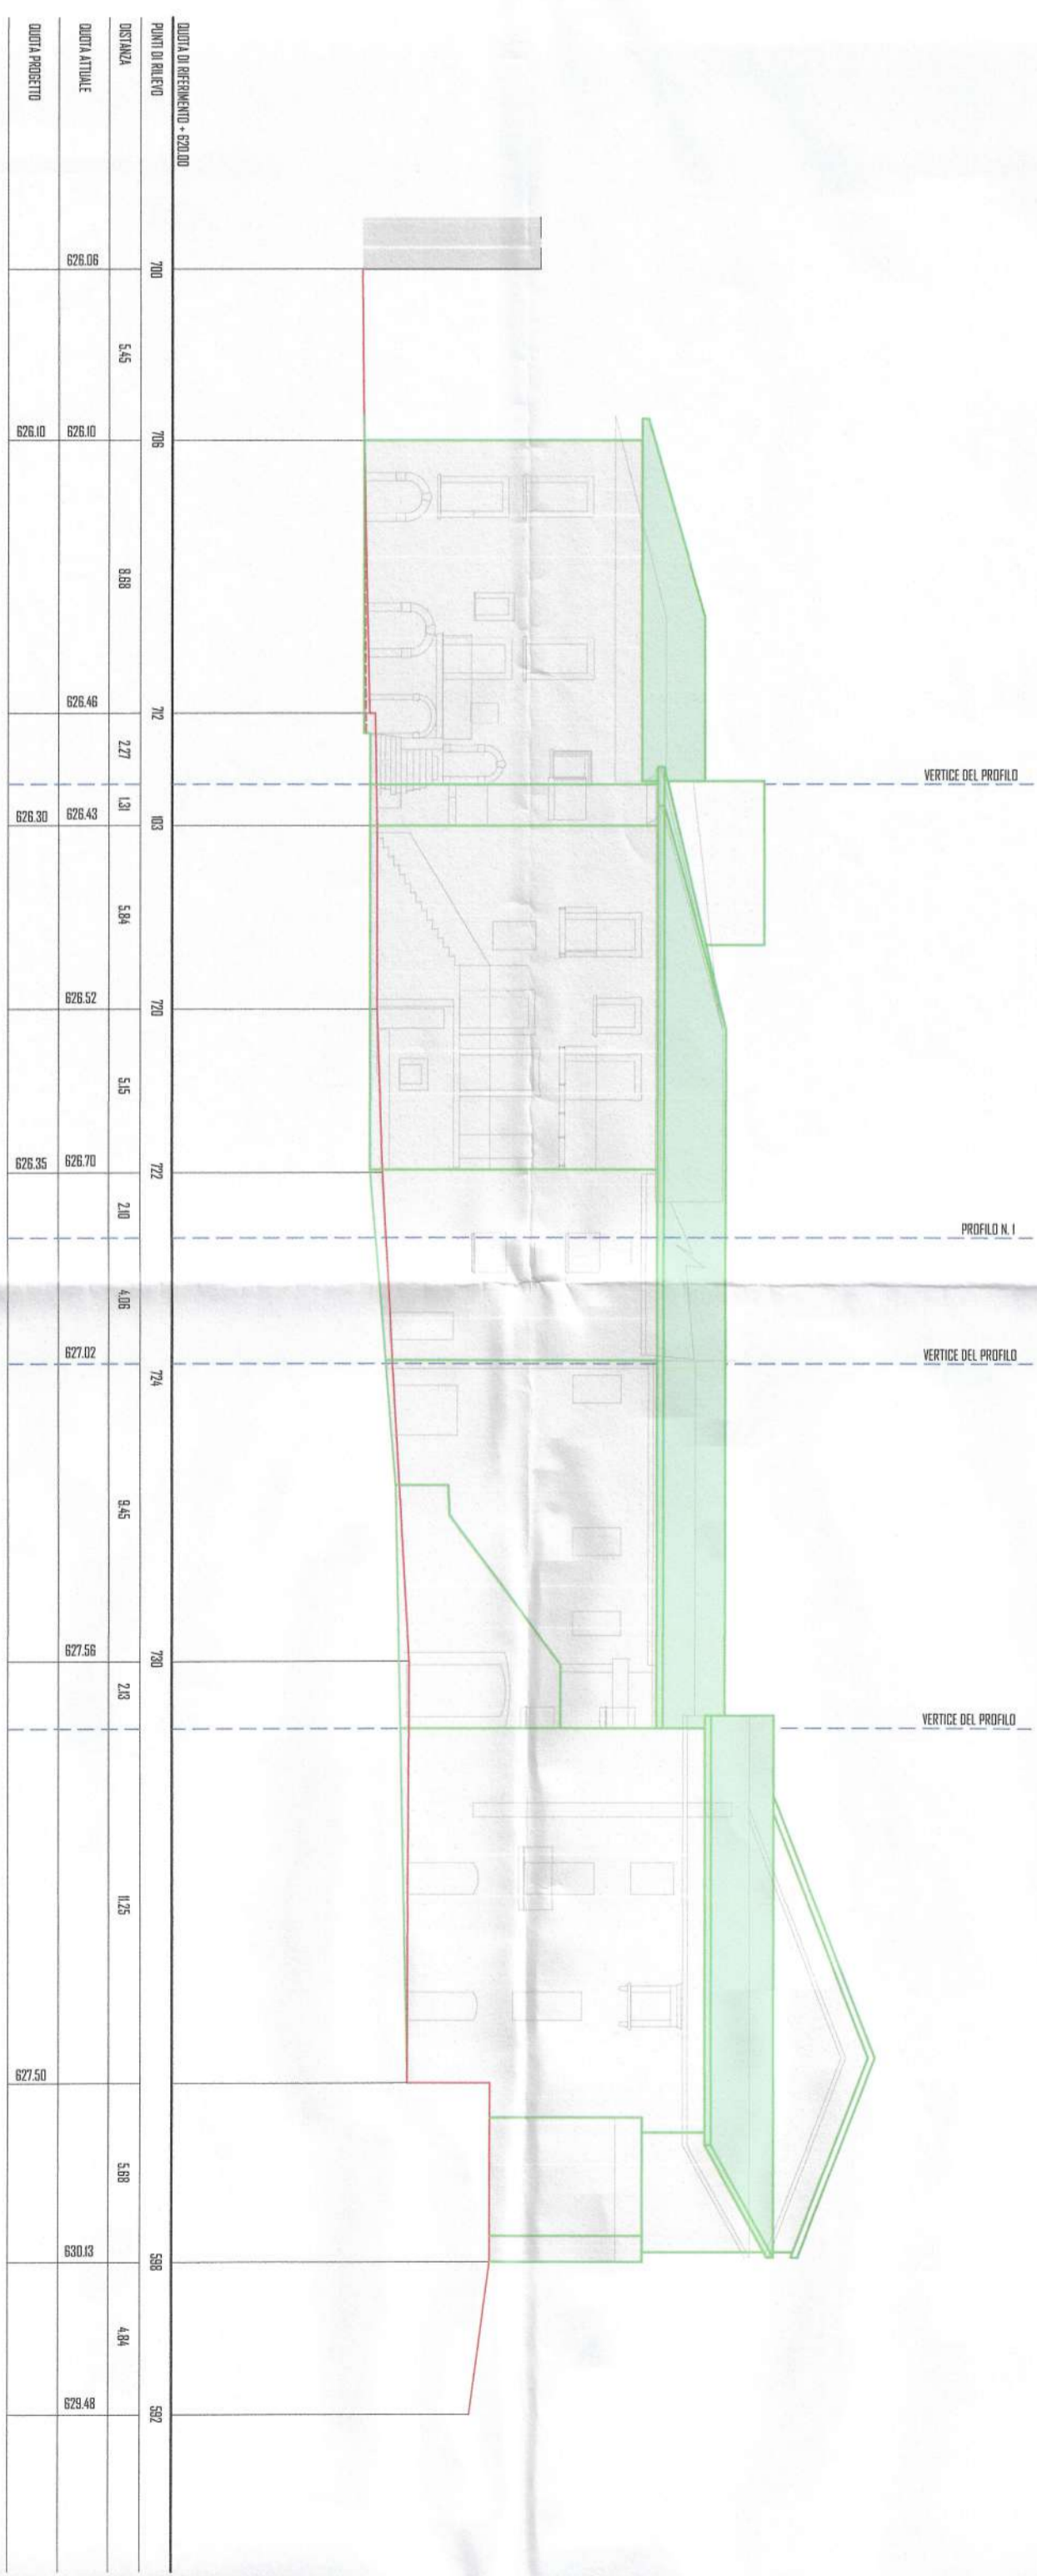 VERTICE DEL PROFILO
PROFILO N. 1
VERTICE DEL PROFILO
VERTICE DEL PROFILO
QUOTA DI RIFERIMENTO + 620.00
PUNTI DI RILIEVO 700 706 712 103 720 722 724 730 598 592
DISTANZA 5.45 8.68 2.27 1.31 5.84 5.15 2.10 4.06 9.45 2.13 11.25 5.68 4.84
QUOTA ATTUALE 626.06 626.10 626.46 626.43 626.52 626.70 627.02 627.56 630.13 629.48
QUOTA PROGETTO 626.10 626.30 626.35 627.50